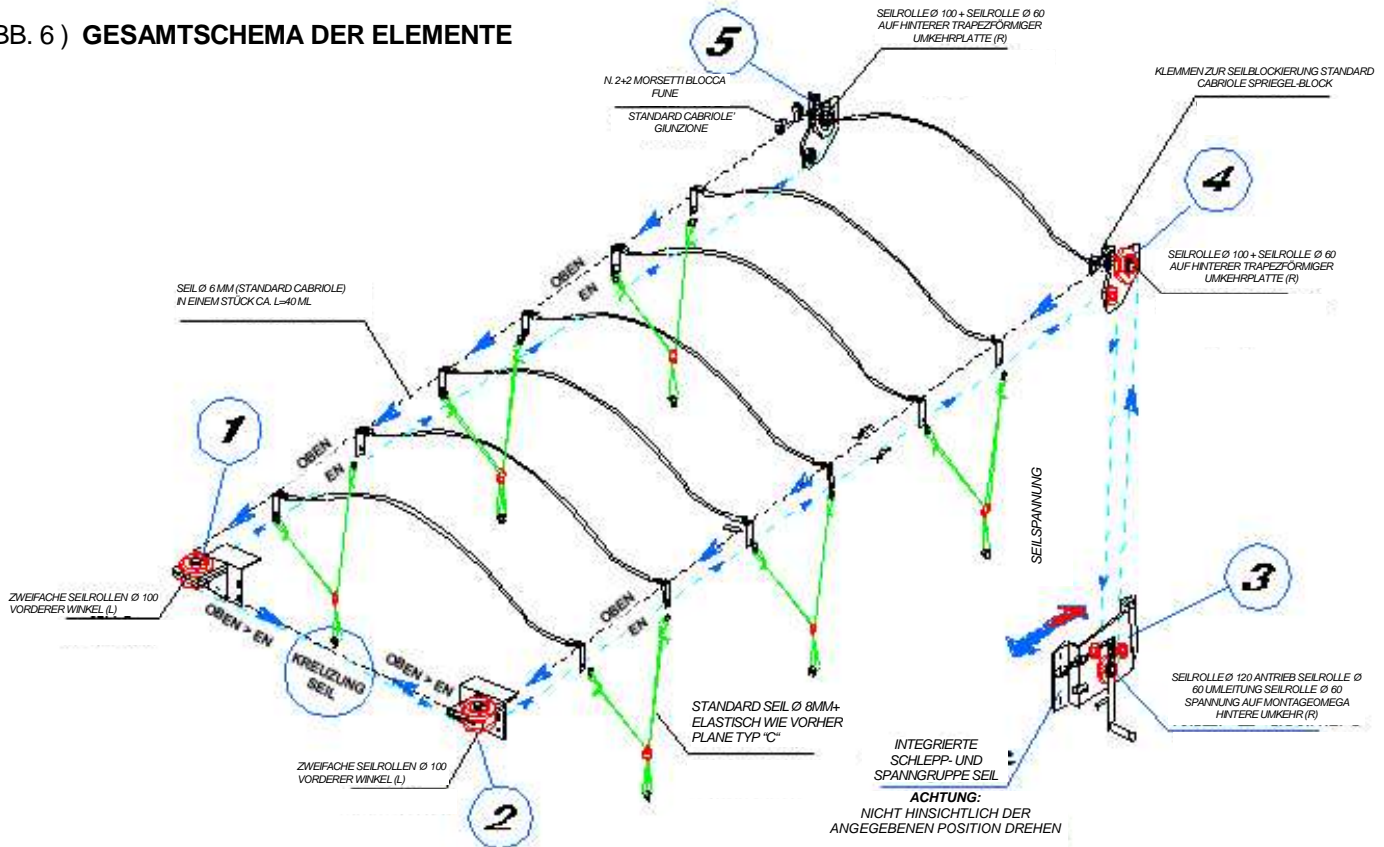 BB. 6 ) GESAMTSCHEMA DER ELEMENTE
5
SEILROLLE Ø 100 + SEILROLLE Ø 60
AUF HINTERER TRAPEZFÖRMIGER
UMKEHRPLATTE (R)
N. 2+2 MORSETTI BLOCCA
FUNE
STANDARD CABRIOLE'
GIUNZIONE
KLEMMEN ZUR SEILBLOCKIERUNG STANDARD
CABRIOLE SPRIEGEL-BLOCK
4
SEILROLLE Ø 100 + SEILROLLE Ø 60
AUF HINTERER TRAPEZFÖRMIGER
UMKEHRPLATTE (R)
SEIL Ø 6 MM (STANDARD CABRIOLE)
IN EINEM STÜCK CA. L=40 ML
OBEN
EN
1
OBEN
EN
ZWEIFACHE SEILROLLEN Ø 100
VORDERER WINKEL (L)
OBEN > EN
KREUZUNG
SEIL
OBEN > EN
OBEN
EN
ZWEIFACHE SEILROLLEN Ø 100
VORDERER WINKEL (L)
2
STANDARD SEIL Ø 8MM+
ELASTISCH WIE VORHER
PLANE TYP "C"
SEILSPANNUNG
3
SEILROLLE Ø 120 ANTRIEB SEILROLLE Ø
60 UMLEITUNG SEILROLLE Ø 60
SPANNUNG AUF MONTAGEOMEGA
HINTERE UMKEHR (R)
INTEGRIERTE
SCHLEPP- UND
SPANNGRUPPE SEIL
ACHTUNG:
NICHT HINSICHTLICH DER
ANGEGEBENEN POSITION DREHEN